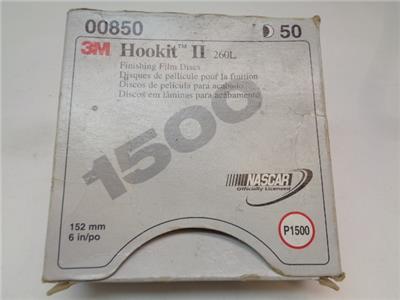 00850
50
3M Hookit™ II 260L
Finishing Film Discs
Disques de pellicule pour la finition
Discos de película para acabado
Discos em lâminas para acabamento
1500
NASCAR
Officially Licensed
152 mm
6 in/po
P1500